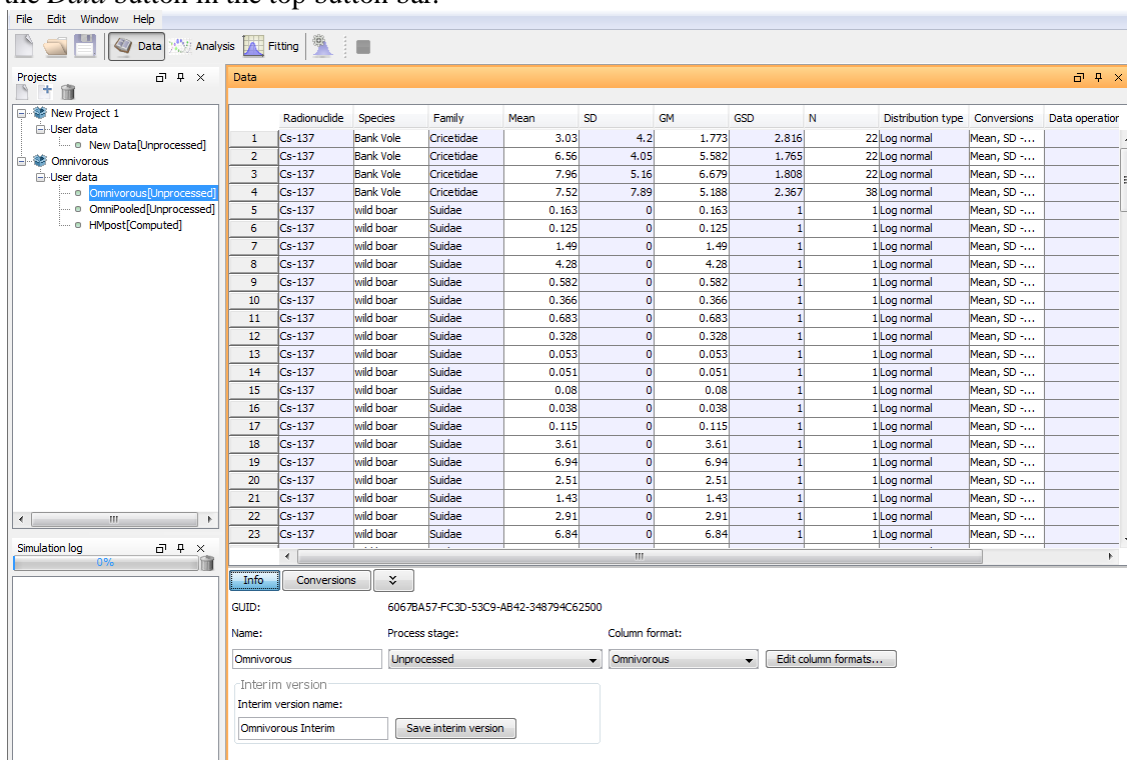 the Data button in the top button bar.
File Edit Window Help
Data Analysis Fitting
Projects
New Project 1
User data
New Data[Unprocessed]
Omnivorous
User data
Omnivorous[Unprocessed]
OmniPooled[Unprocessed]
HMpost[Computed]
Simulation log
0%
Data
Radionuclide Species Family Mean SD GM GSD N Distribution type Conversions Data operation
1 Cs-137 Bank Vole Cricetidae 3.03 4.2 1.773 2.816 22 Log normal Mean, SD -...
2 Cs-137 Bank Vole Cricetidae 6.56 4.05 5.582 1.765 22 Log normal Mean, SD -...
3 Cs-137 Bank Vole Cricetidae 7.96 5.16 6.679 1.808 22 Log normal Mean, SD -...
4 Cs-137 Bank Vole Cricetidae 7.52 7.89 5.188 2.367 38 Log normal Mean, SD -...
5 Cs-137 wild boar Suidae 0.163 0 0.163 1 1 Log normal Mean, SD -...
6 Cs-137 wild boar Suidae 0.125 0 0.125 1 1 Log normal Mean, SD -...
7 Cs-137 wild boar Suidae 1.49 0 1.49 1 1 Log normal Mean, SD -...
8 Cs-137 wild boar Suidae 4.28 0 4.28 1 1 Log normal Mean, SD -...
9 Cs-137 wild boar Suidae 0.582 0 0.582 1 1 Log normal Mean, SD -...
10 Cs-137 wild boar Suidae 0.366 0 0.366 1 1 Log normal Mean, SD -...
11 Cs-137 wild boar Suidae 0.683 0 0.683 1 1 Log normal Mean, SD -...
12 Cs-137 wild boar Suidae 0.328 0 0.328 1 1 Log normal Mean, SD -...
13 Cs-137 wild boar Suidae 0.053 0 0.053 1 1 Log normal Mean, SD -...
14 Cs-137 wild boar Suidae 0.051 0 0.051 1 1 Log normal Mean, SD -...
15 Cs-137 wild boar Suidae 0.08 0 0.08 1 1 Log normal Mean, SD -...
16 Cs-137 wild boar Suidae 0.038 0 0.038 1 1 Log normal Mean, SD -...
17 Cs-137 wild boar Suidae 0.115 0 0.115 1 1 Log normal Mean, SD -...
18 Cs-137 wild boar Suidae 3.61 0 3.61 1 1 Log normal Mean, SD -...
19 Cs-137 wild boar Suidae 6.94 0 6.94 1 1 Log normal Mean, SD -...
20 Cs-137 wild boar Suidae 2.51 0 2.51 1 1 Log normal Mean, SD -...
21 Cs-137 wild boar Suidae 1.43 0 1.43 1 1 Log normal Mean, SD -...
22 Cs-137 wild boar Suidae 2.91 0 2.91 1 1 Log normal Mean, SD -...
23 Cs-137 wild boar Suidae 6.84 0 6.84 1 1 Log normal Mean, SD -...
Info Conversions
GUID: 6067BA57-FC3D-53C9-AB42-348794C62500
Name: Process stage: Column format:
Omnivorous Unprocessed Omnivorous Edit column formats...
Interim version
Interim version name:
Omnivorous Interim Save interim version